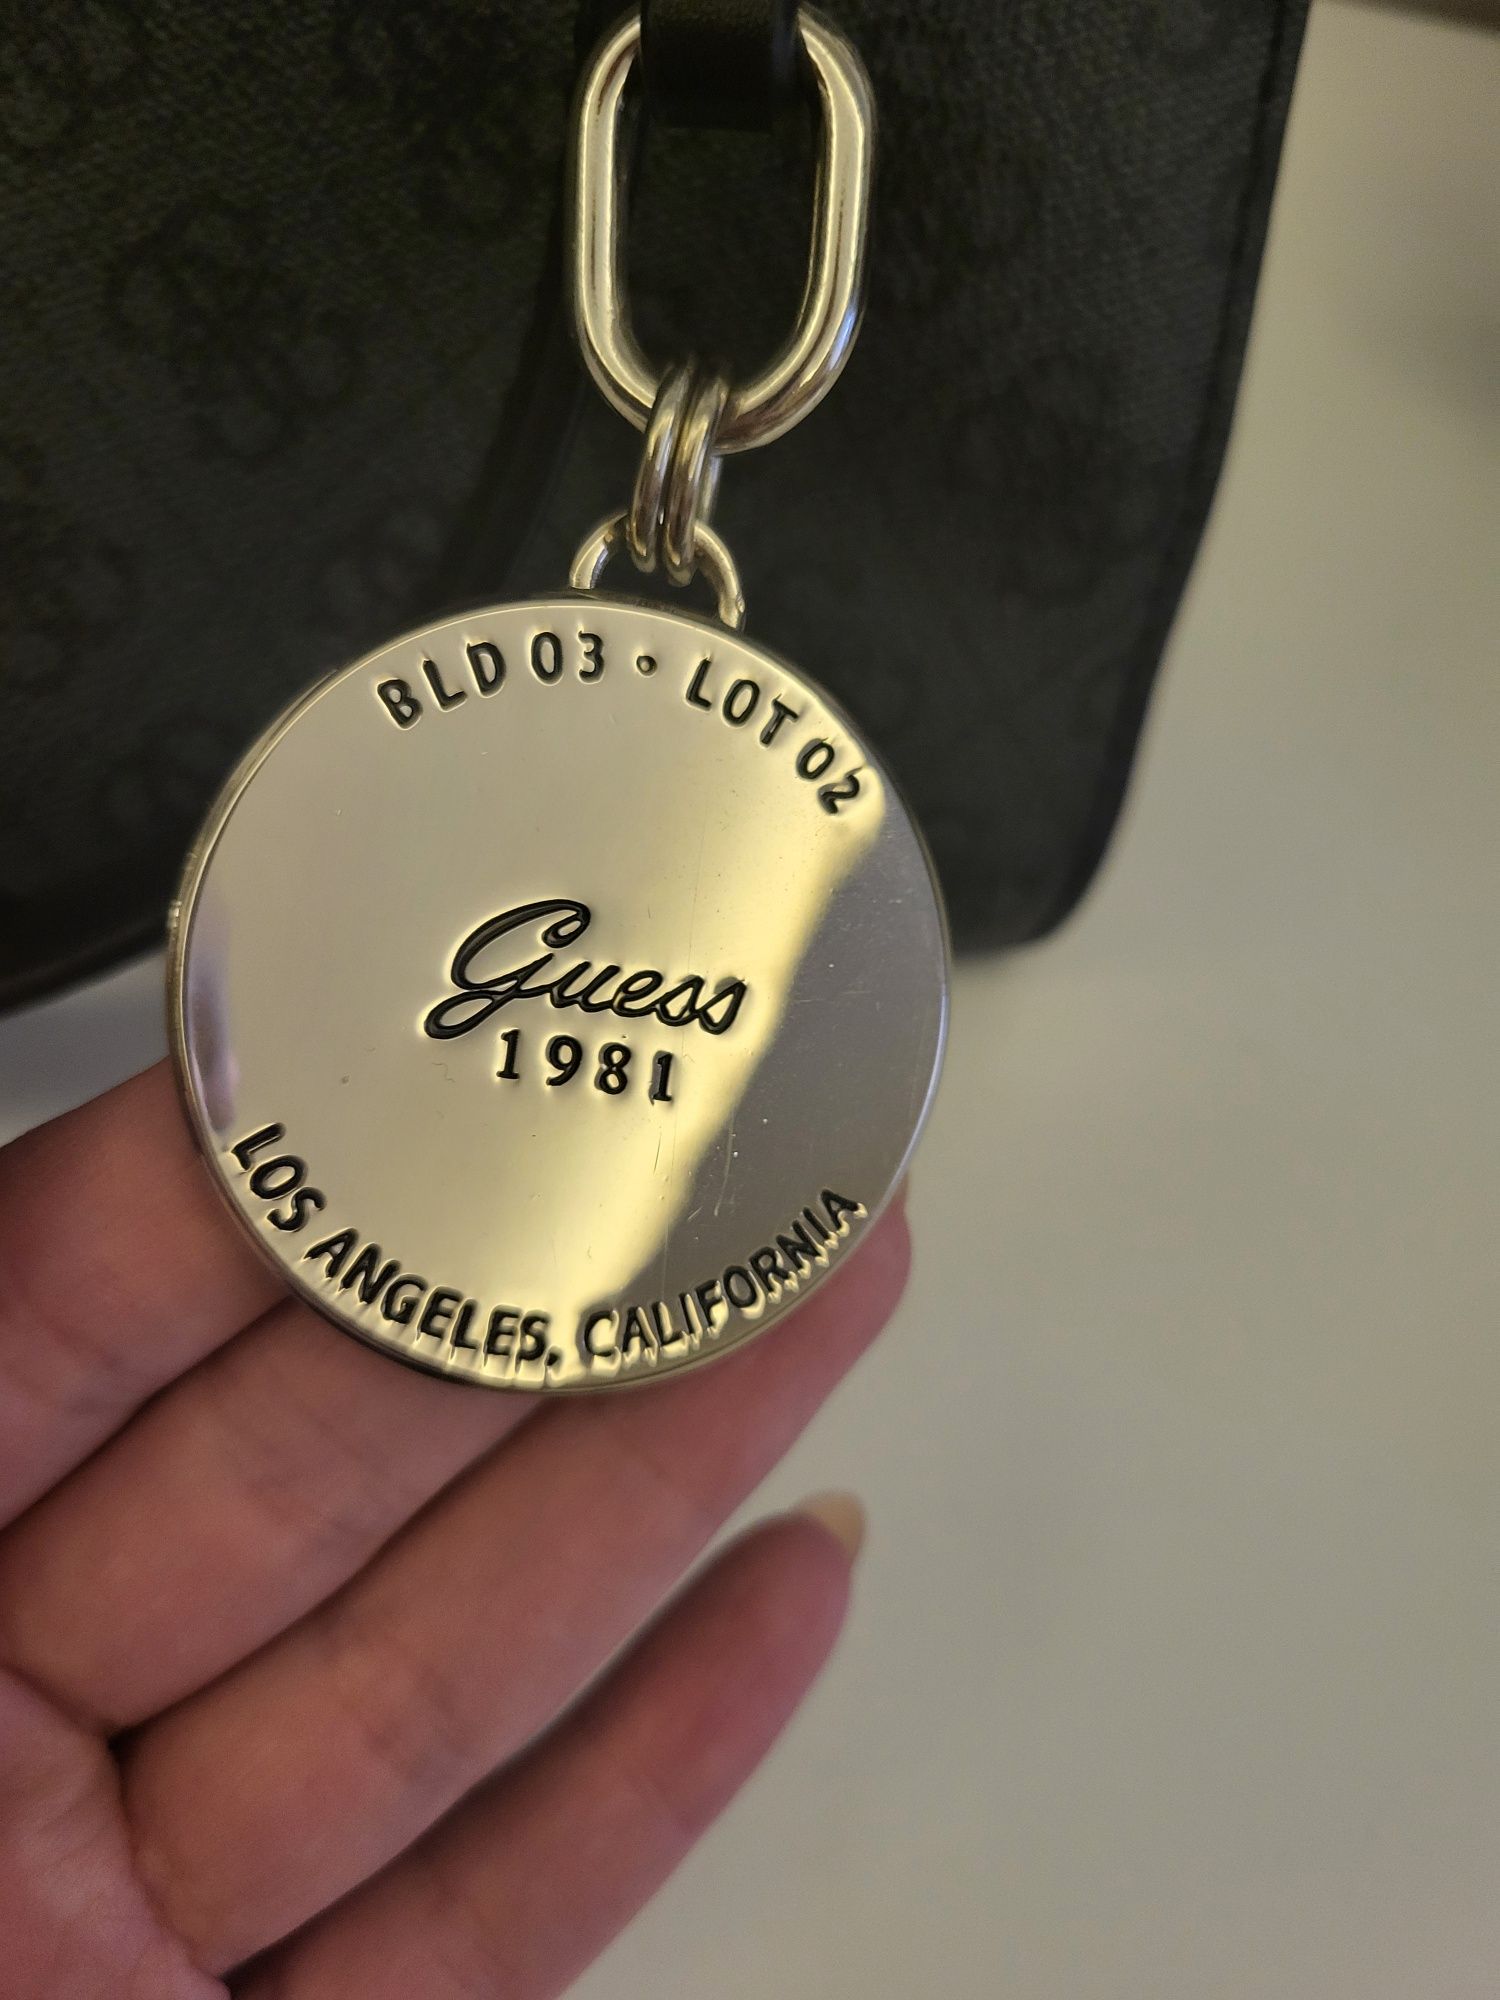 BLD 03 • LOT 02
Guess
1981
LOS ANGELES, CALIFORNIA